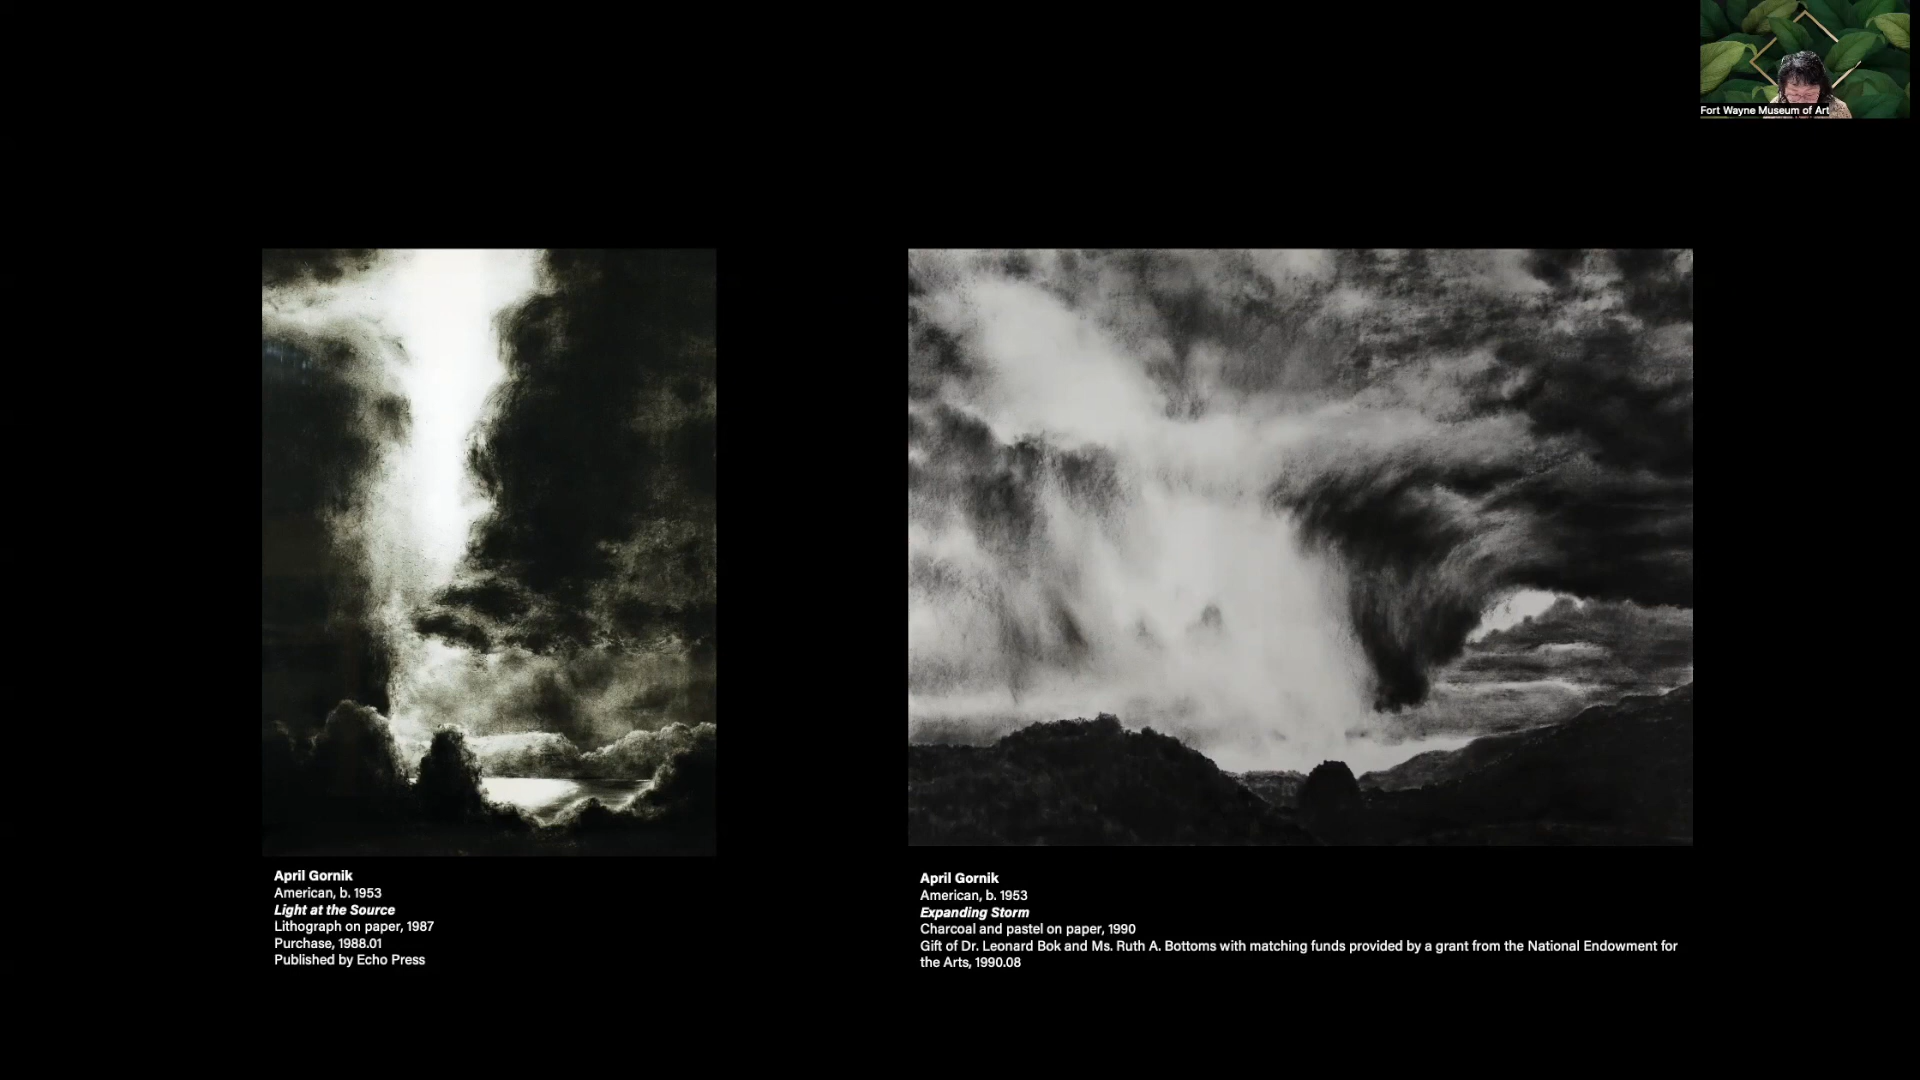 Fort Wayne Museum of Art
April Gornik
American, b. 1953
Light at the Source
Lithograph on paper, 1987
Purchase, 1988.01
Published by Echo Press
April Gornik
American, b. 1953
Expanding Storm
Charcoal and pastel on paper, 1990
Gift of Dr. Leonard Bok and Ms. Ruth A. Bottoms with matching funds provided by a grant from the National Endowment for
the Arts, 1990.08